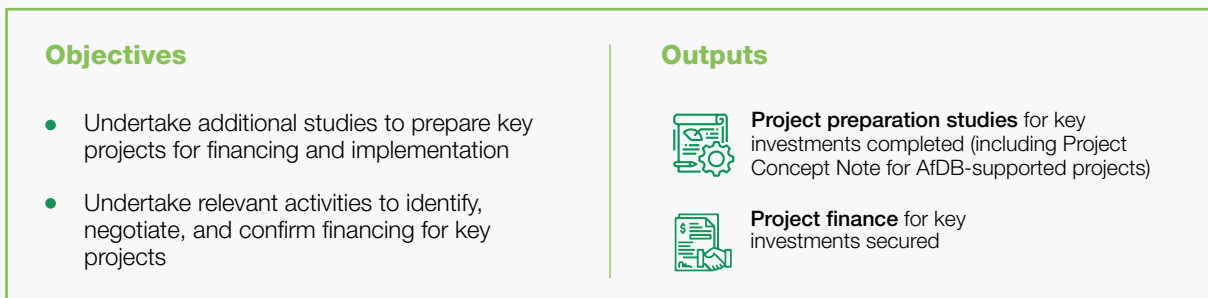 Objectives
Undertake additional studies to prepare key
projects for financing and implementation
Undertake relevant activities to identify,
negotiate, and confirm financing for key
projects
Outputs
Project preparation studies for key
investments completed (including Project
Concept Note for AfDB-supported projects)
Project finance for key
investments secured